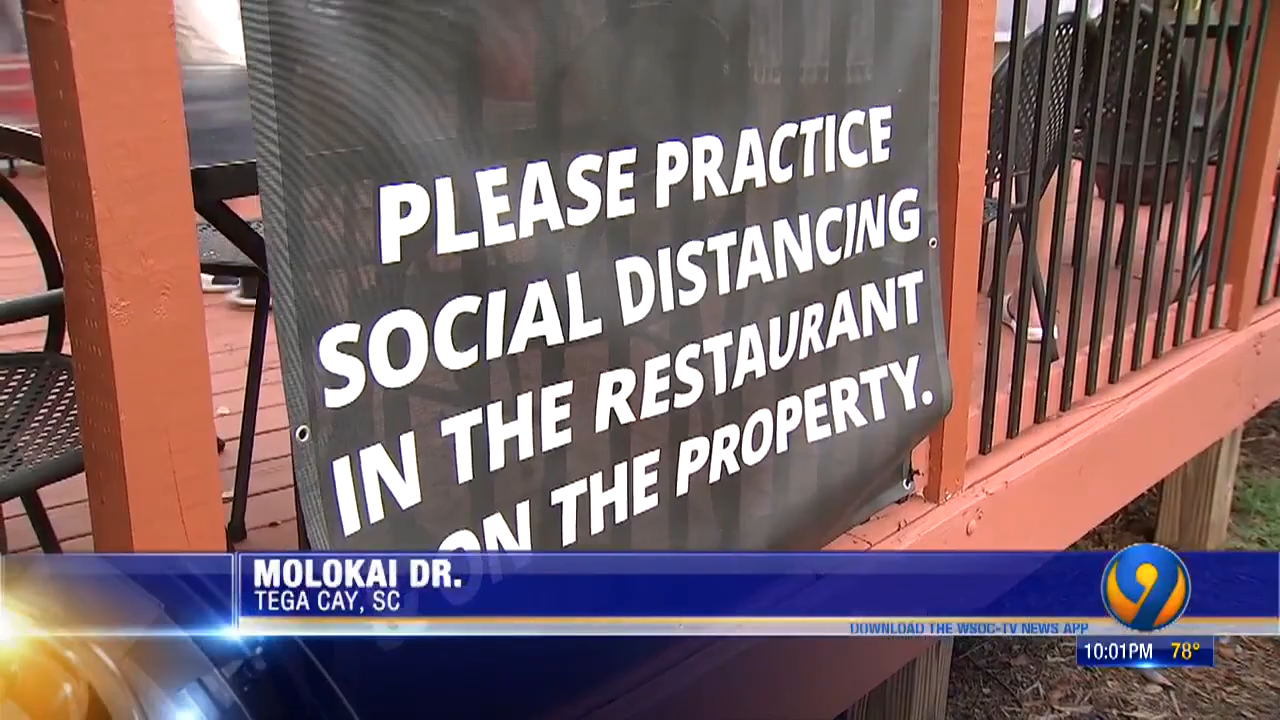 PLEASE PRACTICE
SOCIAL DISTANCING
IN THE RESTAURANT
ON THE PROPERTY.
MOLOKAI DR.
TEGA CAY, SC
9
DOWNLOAD THE WSOC-TV NEWS APP
10:01PM 78°